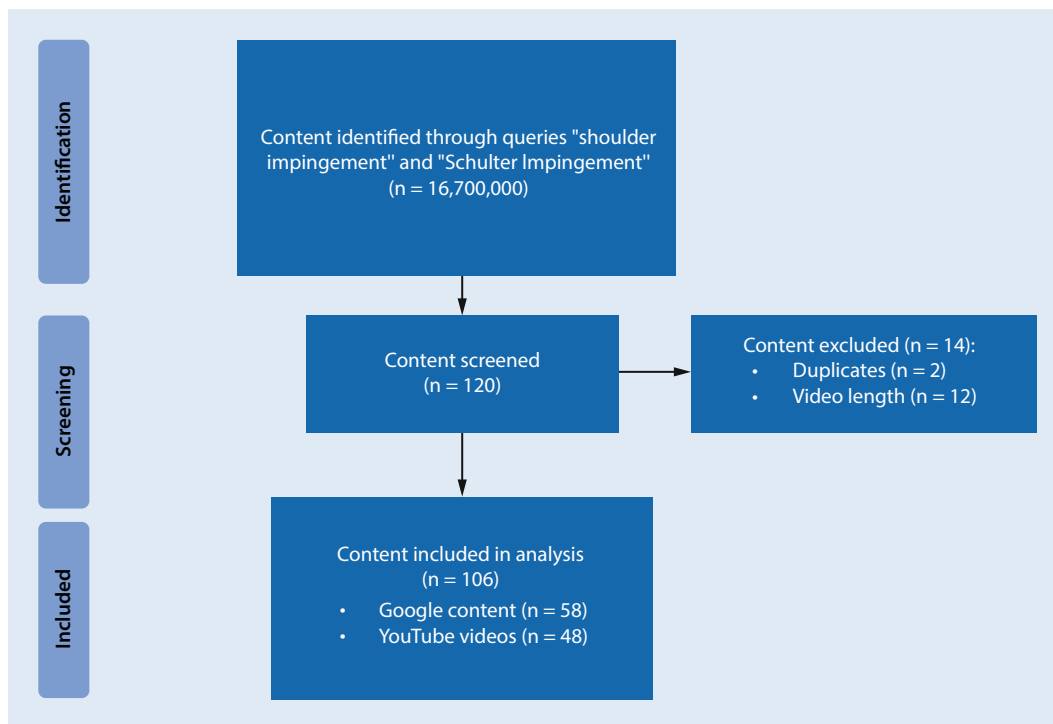 Identification
Content identified through queries "shoulder
impingement" and "Schulter Impingement"
(n = 16,700,000)
Screening
Content screened
(n = 120)
Content excluded (n = 14):
• Duplicates (n = 2)
• Video length (n = 12)
Included
Content included in analysis
(n = 106)
• Google content (n = 58)
• YouTube videos (n = 48)